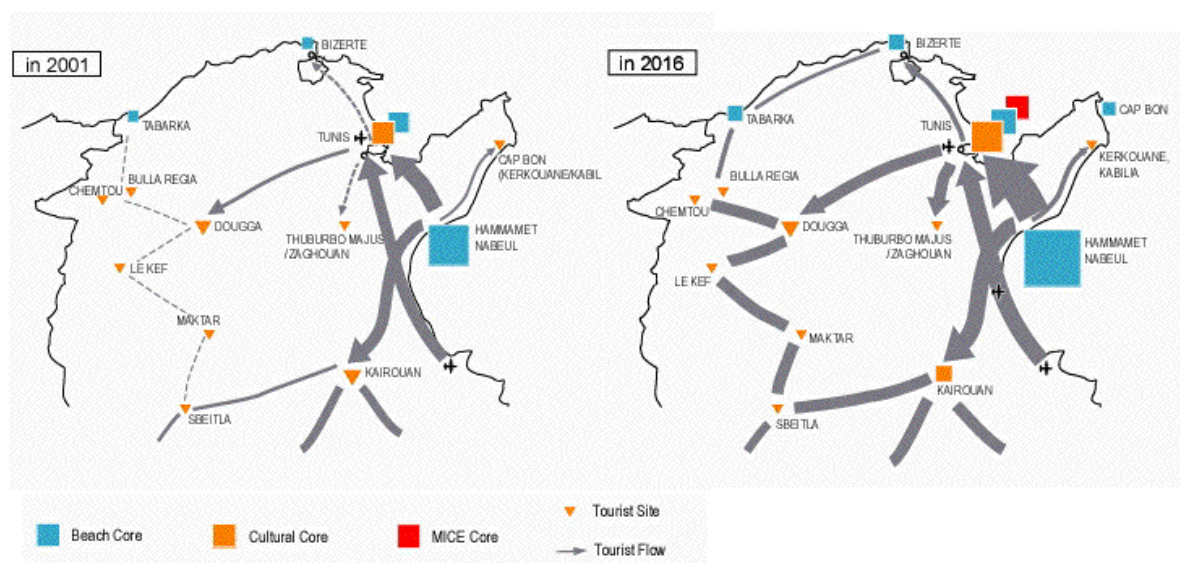 in 2001
BIZERTE
TABARKA
TUNIS
CAP BON
(KERKOUANE/KABIL
BULLA REGIA
CHEMTOU
DOUGGA
THUBURBO MAJUS
/ZAGHOUAN
HAMMAMET
NABEUL
LE KEF
MAKTAR
KAIROUAN
SBEITLA
in 2016
BIZERTE
TABARKA
TUNIS
CAP BON
KERKOUANE,
KABILIA
BULLA REGIA
CHEMTOU
DOUGGA
THUBURBO MAJUS
/ZAGHOUAN
HAMMAMET
NABEUL
LE KEF
MAKTAR
KAIROUAN
SBEITLA
Beach Core
Cultural Core
MICE Core
Tourist Site
Tourist Flow